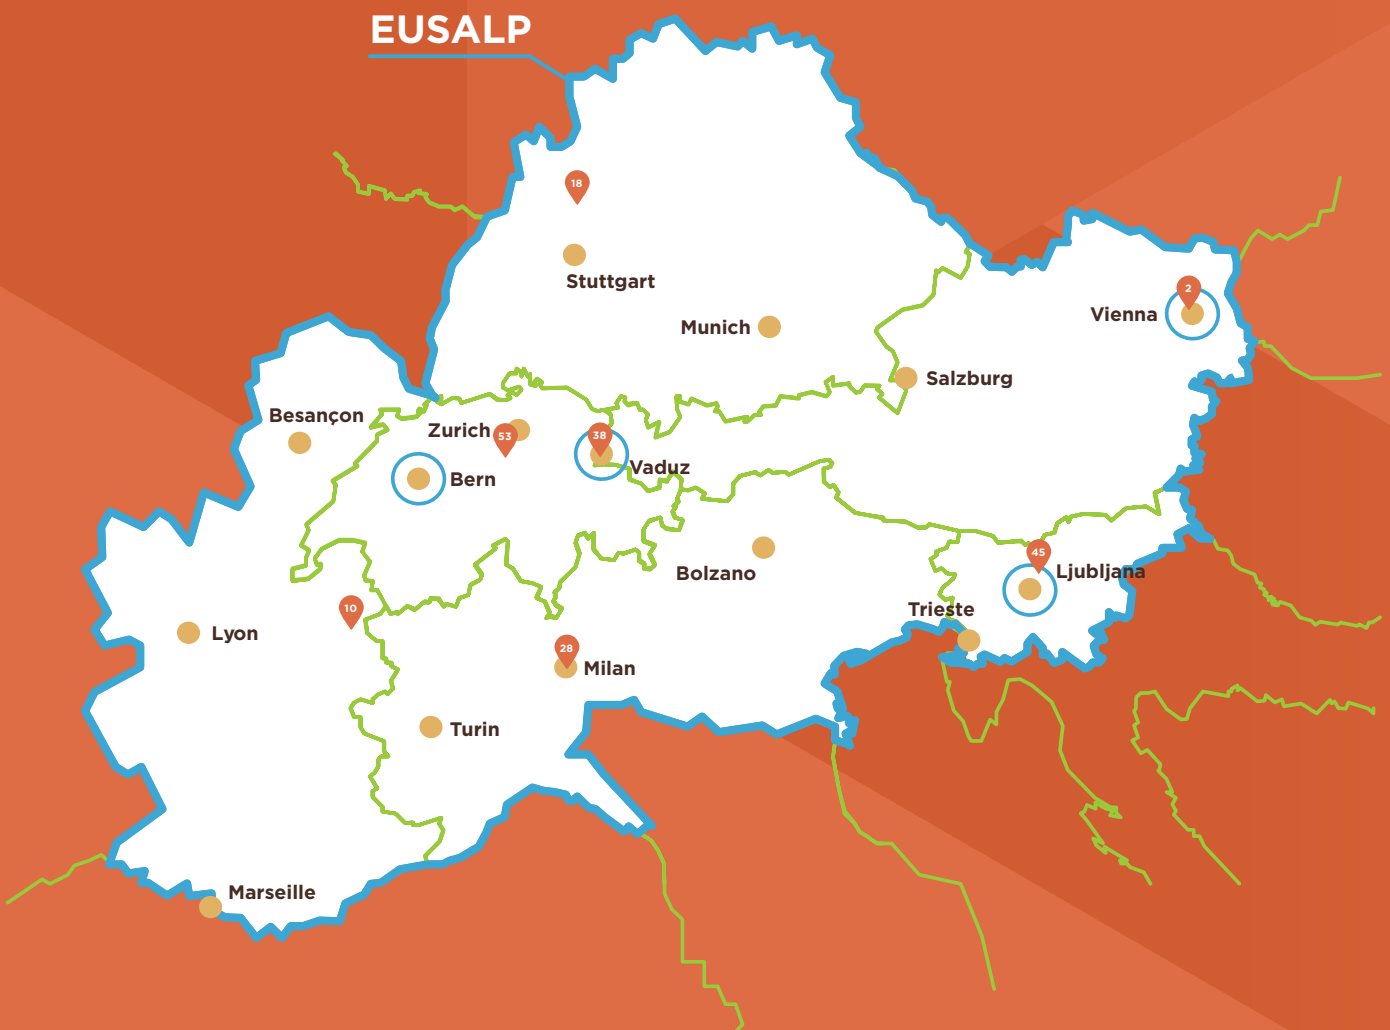 EUSALP
18
Stuttgart
2
Vienna
Munich
Salzburg
Besançon
Zurich
53
38
Vaduz
Bern
45
Ljubljana
Bolzano
Trieste
10
Lyon
28
Milan
Turin
Marseille